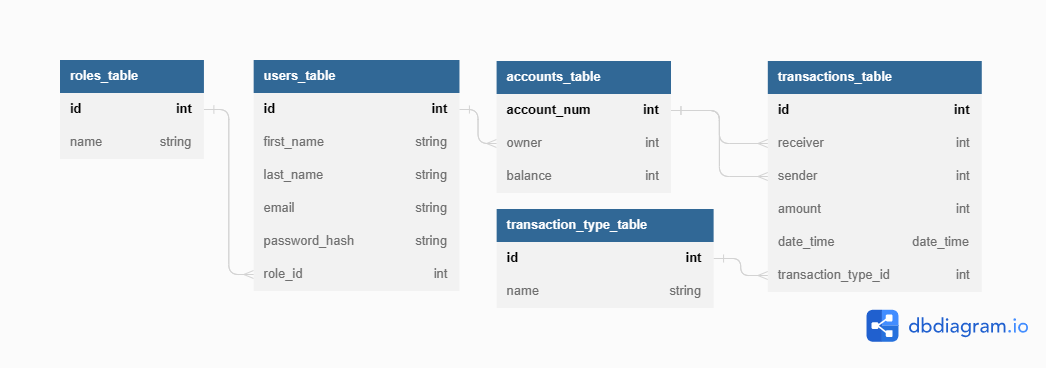 roles_table
id int
name string
users_table
id int
first_name string
last_name string
email string
password_hash string
role_id int
accounts_table
account_num int
owner int
balance int
transaction_type_table
id int
name string
transactions_table
id int
receiver int
sender int
amount int
date_time date_time
transaction_type_id int
dbdiagram.io